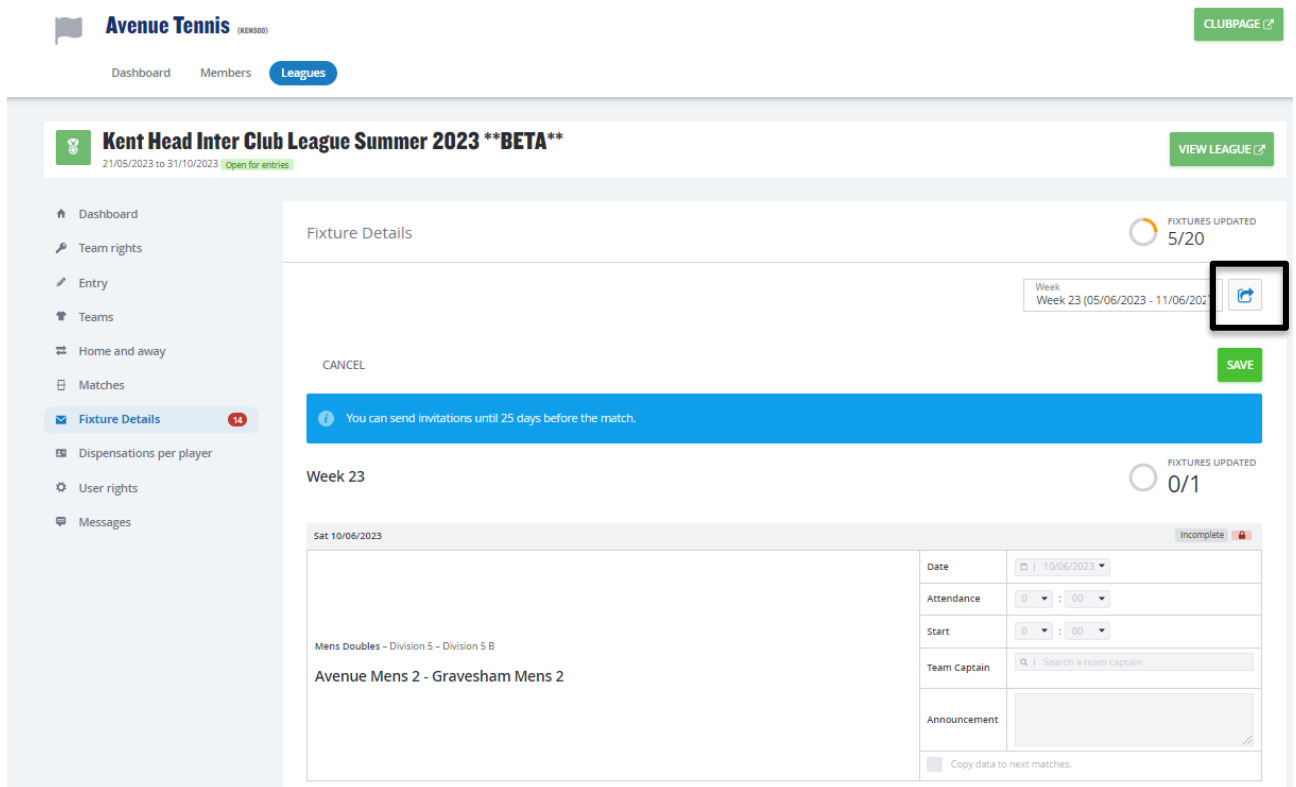 Avenue Tennis (KENS00)
CLUBPAGE
Dashboard Members Leagues
Kent Head Inter Club League Summer 2023 **BETA**
21/05/2023 to 31/10/2023 Open for entries
VIEW LEAGUE
Dashboard
Team rights
Entry
Teams
Home and away
Matches
Fixture Details 14
Dispensations per player
User rights
Messages
Fixture Details
FIXTURES UPDATED
5/20
Week
Week 23 (05/06/2023 - 11/06/202
CANCEL
SAVE
i You can send invitations until 25 days before the match.
Week 23
FIXTURES UPDATED
0/1
Sat 10/06/2023
Incomplete
Mens Doubles – Division 5 – Division 5 B
Avenue Mens 2 - Gravesham Mens 2
Date 10/06/2023
Attendance 0 : 00
Start 0 : 00
Team Captain Search a team captain
Announcement
Copy data to next matches.